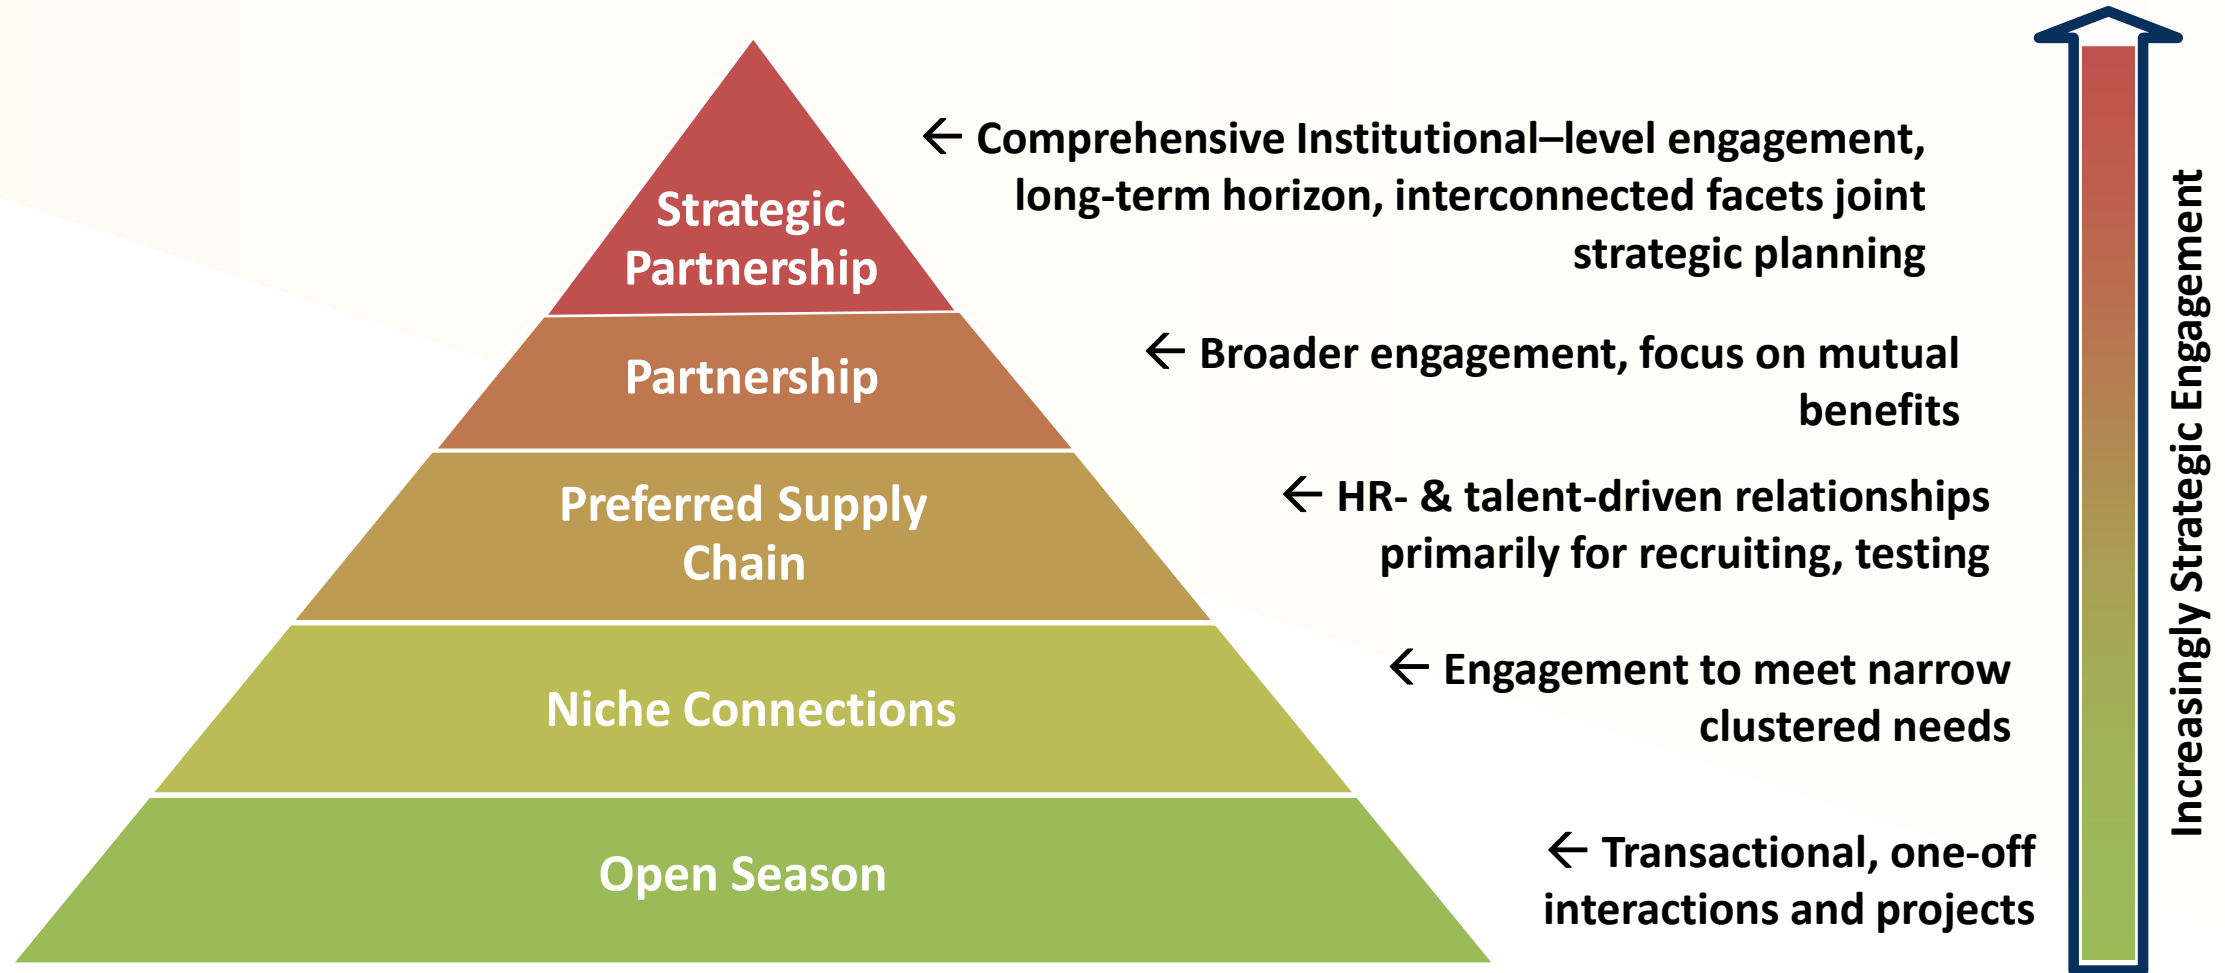 Strategic
Partnership
← Comprehensive Institutional–level engagement,
long-term horizon, interconnected facets joint
strategic planning
Partnership
← Broader engagement, focus on mutual
benefits
Preferred Supply
Chain
← HR- & talent-driven relationships
primarily for recruiting, testing
Niche Connections
← Engagement to meet narrow
clustered needs
Open Season
← Transactional, one-off
interactions and projects
Increasingly Strategic Engagement